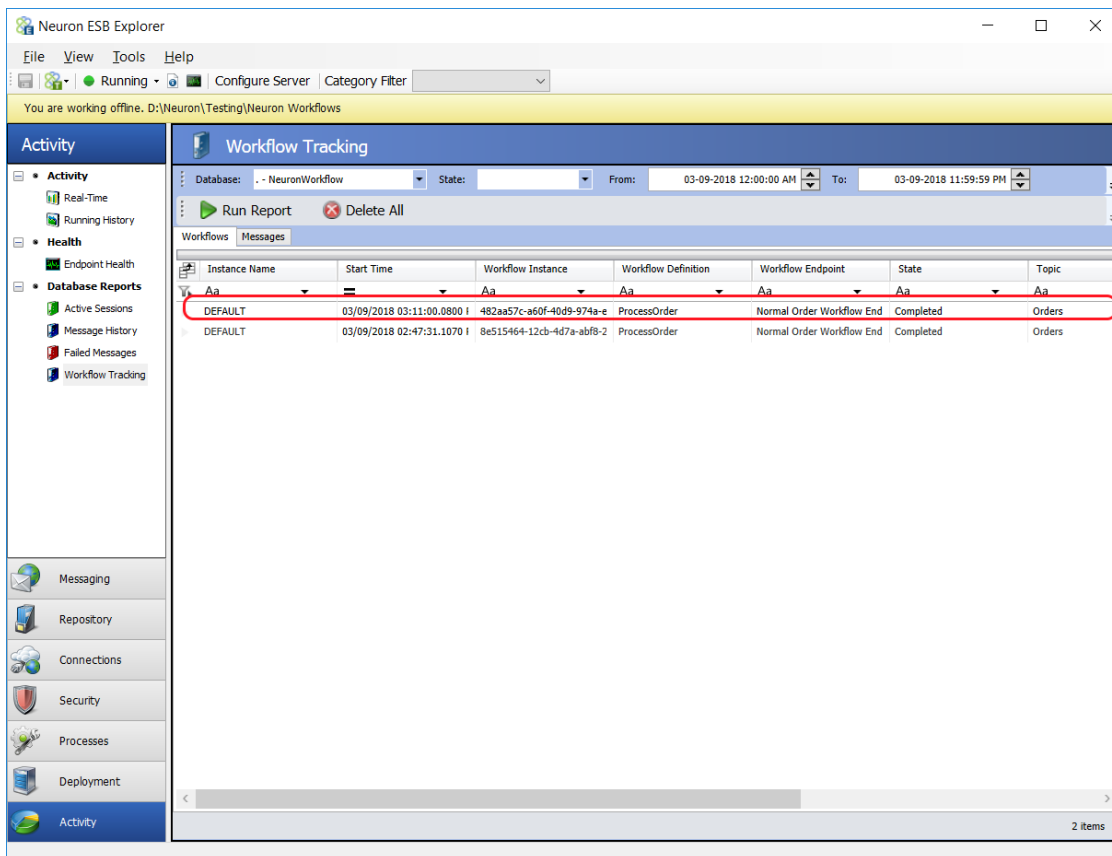 Neuron ESB Explorer
File View Tools Help
Running Configure Server Category Filter
You are working offline. D:\Neuron\Testing\Neuron Workflows
Activity
Workflow Tracking
Activity
Real-Time
Running History
Health
Endpoint Health
Database Reports
Active Sessions
Message History
Failed Messages
Workflow Tracking
Database: . - NeuronWorkflow State: From: 03-09-2018 12:00:00 AM To: 03-09-2018 11:59:59 PM
Run Report Delete All
Workflows Messages
Instance Name Start Time Workflow Instance Workflow Definition Workflow Endpoint State Topic
Aa = Aa Aa Aa Aa Aa
DEFAULT 03/09/2018 03:11:00.0800 482aa57c-a60f-40d9-974a-e ProcessOrder Normal Order Workflow End Completed Orders
DEFAULT 03/09/2018 02:47:31.1070 8e515464-12cb-4d7a-abf8-2 ProcessOrder Normal Order Workflow End Completed Orders
Messaging
Repository
Connections
Security
Processes
Deployment
Activity
2 items